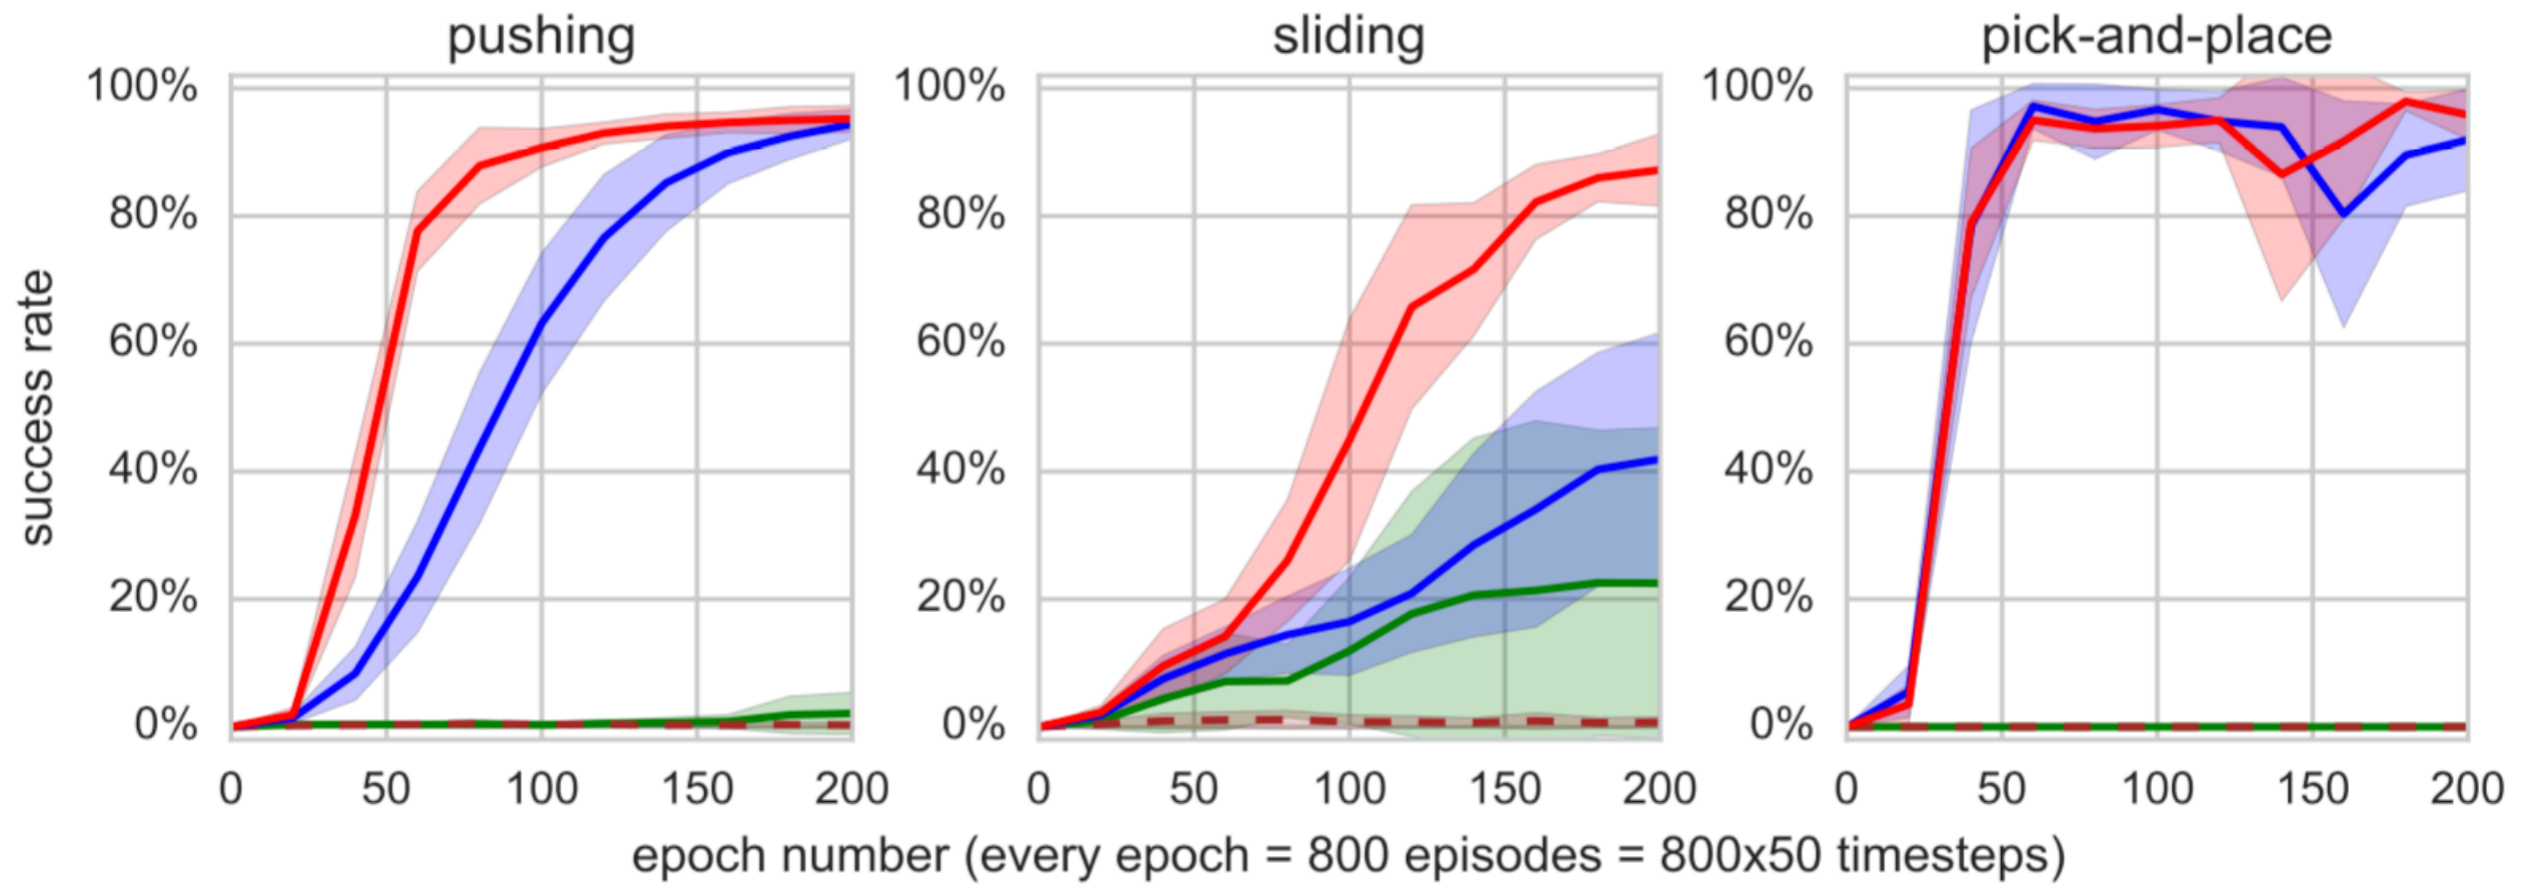 pushing
sliding
pick-and-place
success rate
100%
80%
60%
40%
20%
0%
0 50 100 150 200
100%
80%
60%
40%
20%
0%
0 50 100 150 200
100%
80%
60%
40%
20%
0%
0 50 100 150 200
epoch number (every epoch = 800 episodes = 800x50 timesteps)